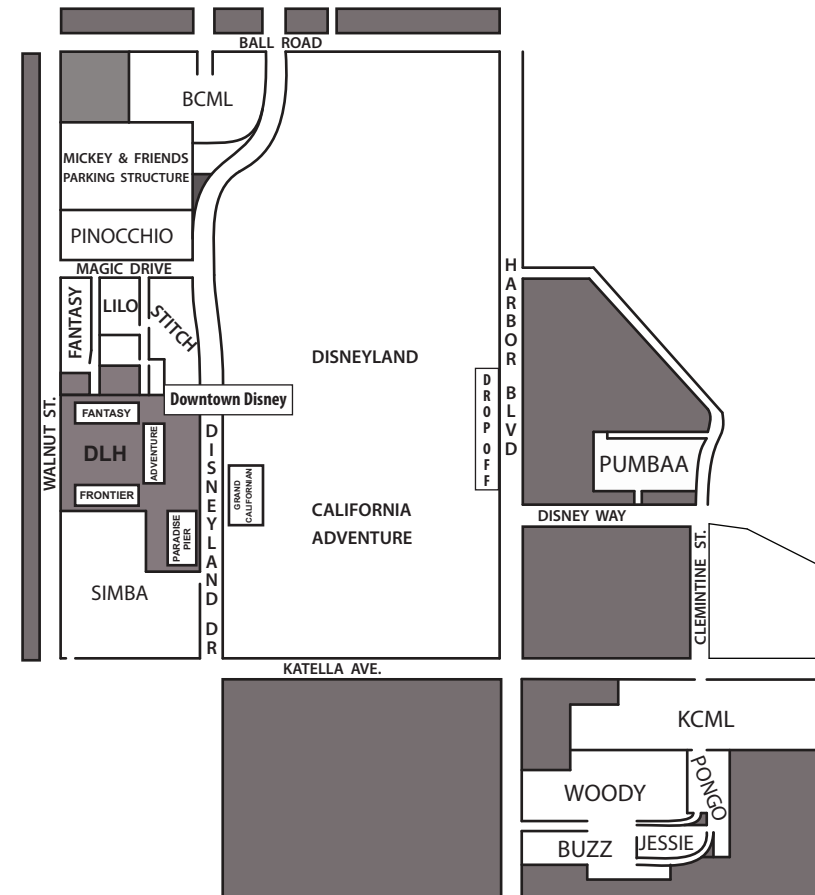 BALL ROAD
BCML
MICKEY & FRIENDS
PARKING STRUCTURE
PINOCCHIO
MAGIC DRIVE
FANTASY
LILO
STITCH
HARBOR BLVD
DISNEYLAND
DROP OFF
Downtown Disney
WALNUT ST.
FANTASY
DLH
ADVENTURE
FRONTIER
DISNEYLAND DR
GRAND
CALIFORNIAN
PUMBAA
CALIFORNIA
ADVENTURE
DISNEY WAY
PARADISE
PIER
SIMBA
CLEMINTINE ST.
KATELLA AVE.
KCML
PONGO
WOODY
JESSIE
BUZZ